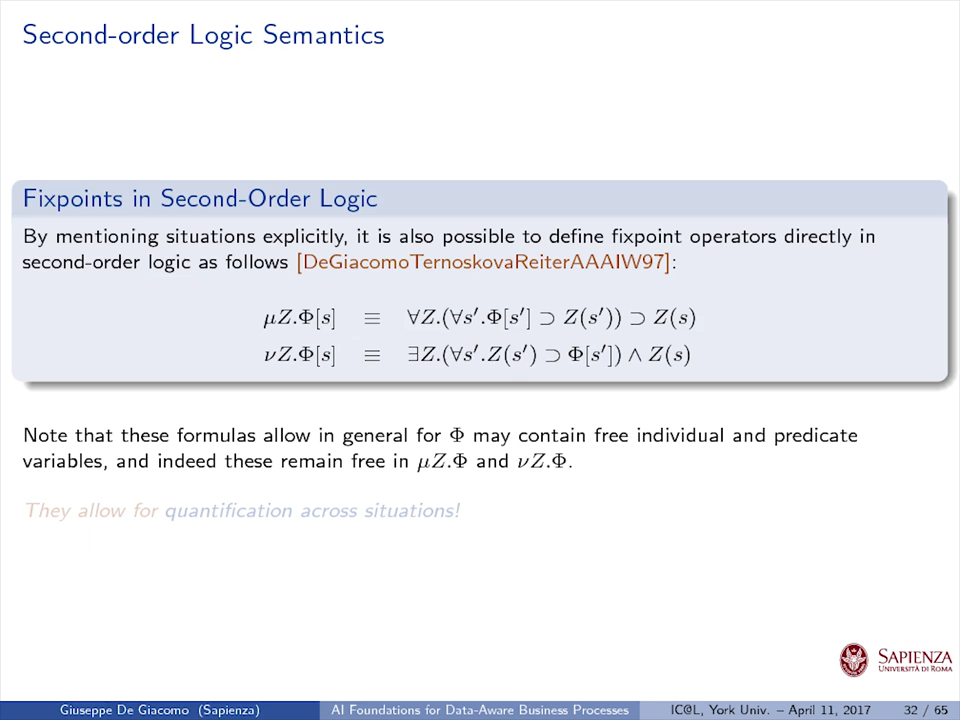 Second-order Logic Semantics
Fixpoints in Second-Order Logic
By mentioning situations explicitly, it is also possible to define fixpoint operators directly in
second-order logic as follows [DeGiacomoTernoskovaReiterAAAIW97]:
μZ.Φ[s] ≡ ∀Z.(∀s′.Φ[s′] ⊃ Z(s′)) ⊃ Z(s)
νZ.Φ[s] ≡ ∃Z.(∀s′.Z(s′) ⊃ Φ[s′]) ∧ Z(s)
Note that these formulas allow in general for Φ may contain free individual and predicate
variables, and indeed these remain free in μZ.Φ and νZ.Φ.
They allow for quantification across situations!
SAPIENZA
UNIVERSITÀ DI ROMA
Giuseppe De Giacomo (Sapienza) AI Foundations for Data-Aware Business Processes IC@L, York Univ. – April 11, 2017 32 / 65